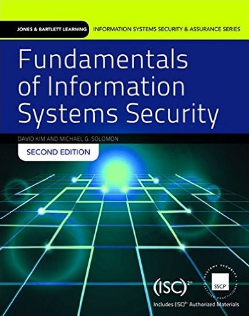 JONES & BARTLETT LEARNING INFORMATION SYSTEMS SECURITY & ASSURANCE SERIES
Fundamentals
of Information
Systems Security
DAVID KIM AND MICHAEL G. SOLOMON
SECOND EDITION
(ISC)²®
SSCP®
Includes (ISC)²® Authorized Materials